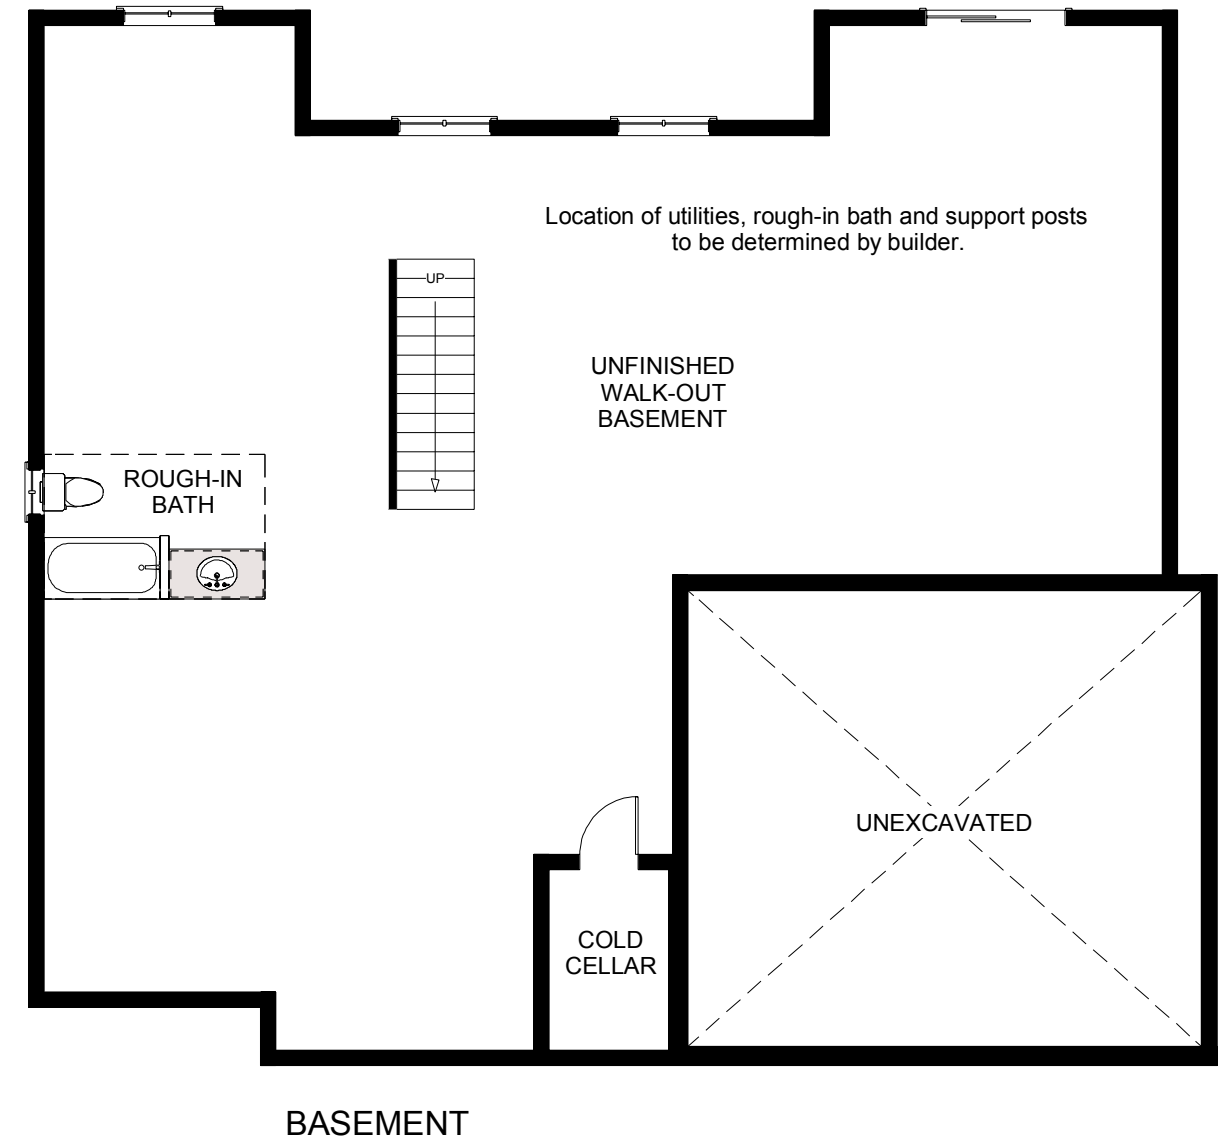 Location of utilities, rough-in bath and support posts
to be determined by builder.
UP
UNFINISHED
WALK-OUT
BASEMENT
ROUGH-IN
BATH
UNEXCAVATED
COLD
CELLAR
BASEMENT